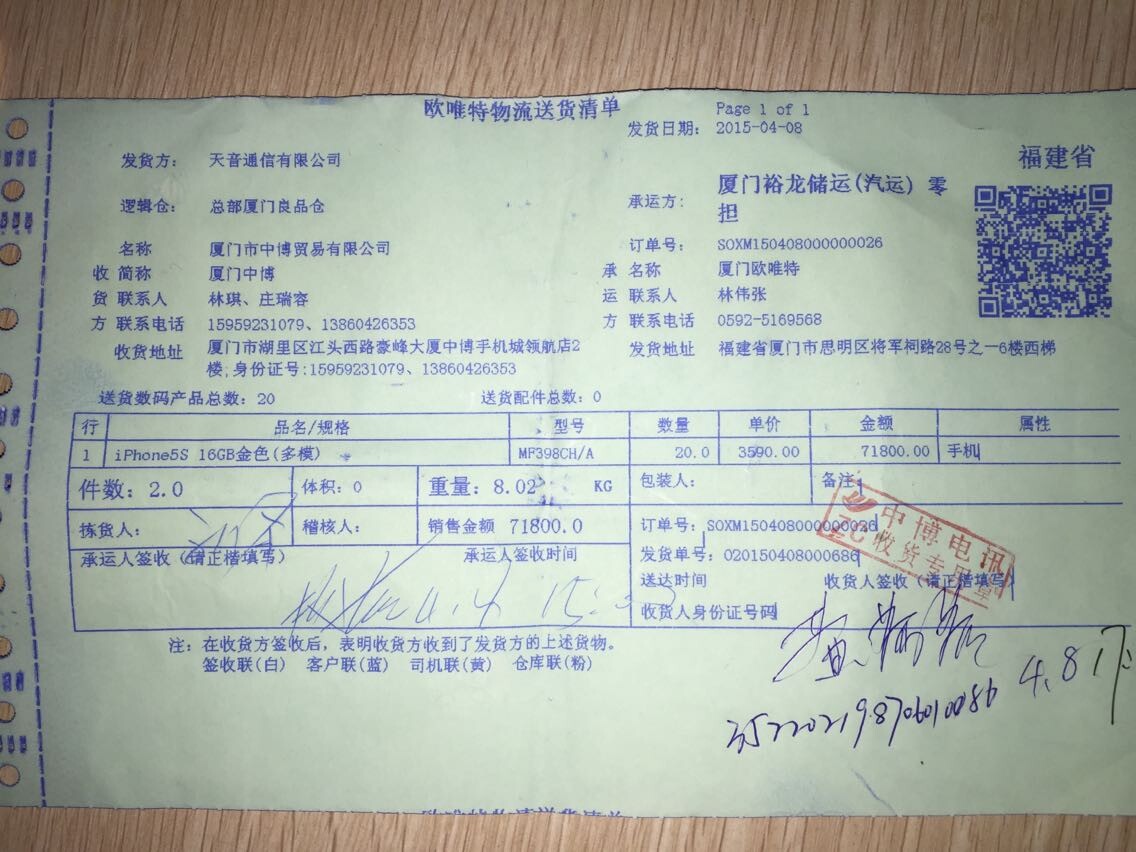 欧唯特物流送货清单
Page 1 of 1
发货日期: 2015-04-08
福建省
发货方: 天音通信有限公司
承运方: 厦门裕龙储运(汽运) 零担
逻辑仓: 总部厦门良品仓
订单号: SOXM150408000000026
收货方
名称 厦门市中博贸易有限公司
简称 厦门中博
联系人 林琪、庄瑞容
联系电话 15959231079、13860426353
收货地址 厦门市湖里区江头西路豪峰大厦中博手机城领航店2
楼;身份证号:15959231079、13860426353
承运方
名称 厦门欧唯特
联系人 林伟张
联系电话 0592-5169568
发货地址 福建省厦门市思明区将军祠路28号之一6楼西梯
送货数码产品总数: 20 送货配件总数: 0
行 品名/规格 型号 数量 单价 金额 属性
1 iPhone5S 16GB金色(多模) MF398CH/A 20.0 3590.00 71800.00 手机
件数: 2.0 体积: 0 重量: 8.02 KG 包装人: 备注:
拣货人: 稽核人: 销售金额 71800.0 订单号: SOXM150408000000026
承运人签收 (请正楷填写) 承运人签收时间
发货单号: 020150408000686
送达时间 收货人签收 (请正楷填写)
收货人身份证号码
中博电讯
收货专用章
注: 在收货方签收后, 表明收货方收到了发货方的上述货物。
签收联(白) 客户联(蓝) 司机联(黄) 仓库联(粉)
4.8